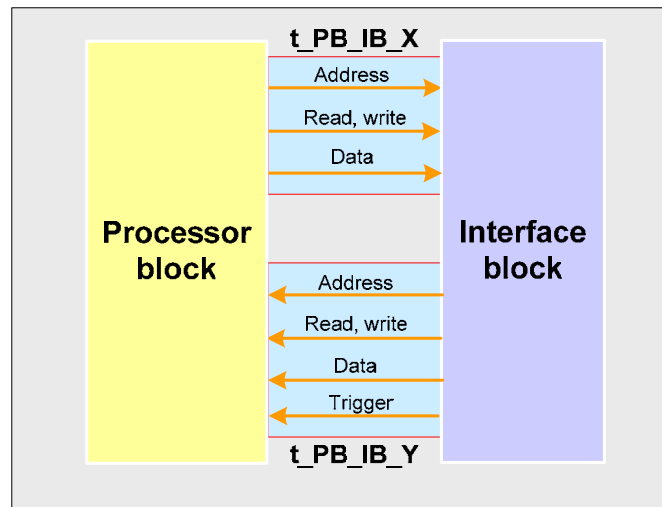 t_PB_IB_X
Address
Read, write
Data
Processor
block
Interface
block
Address
Read, write
Data
Trigger
t_PB_IB_Y